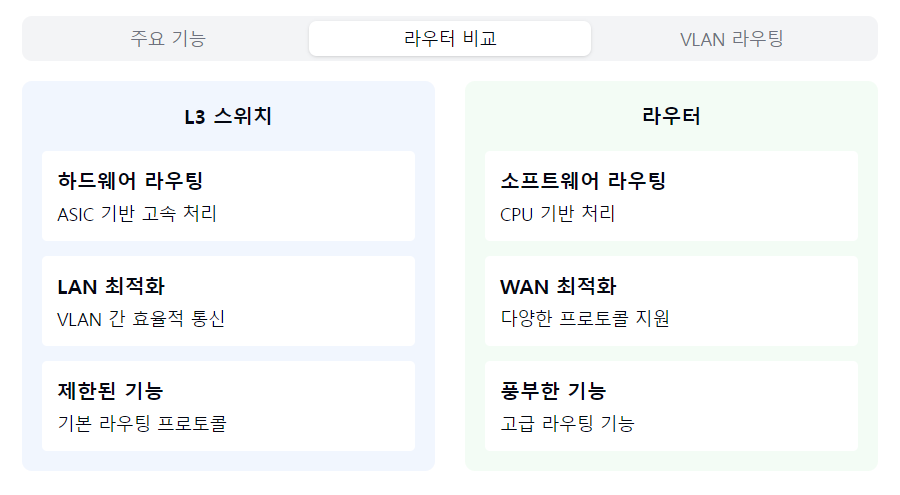 주요 기능
라우터 비교
VLAN 라우팅
L3 스위치
하드웨어 라우팅
ASIC 기반 고속 처리
LAN 최적화
VLAN 간 효율적 통신
제한된 기능
기본 라우팅 프로토콜
라우터
소프트웨어 라우팅
CPU 기반 처리
WAN 최적화
다양한 프로토콜 지원
풍부한 기능
고급 라우팅 기능